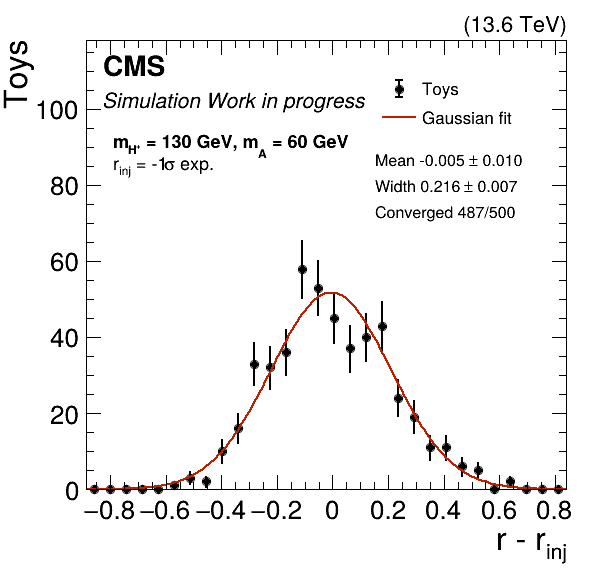 (13.6 TeV)
Toys
CMS
Simulation Work in progress
m_H⁺ = 130 GeV, m_A = 60 GeV
r_inj = -1σ exp.
Toys
Gaussian fit
Mean -0.005 ± 0.010
Width 0.216 ± 0.007
Converged 487/500
100
80
60
40
20
0
−0.8 −0.6 −0.4 −0.2 0 0.2 0.4 0.6 0.8
r - r_inj